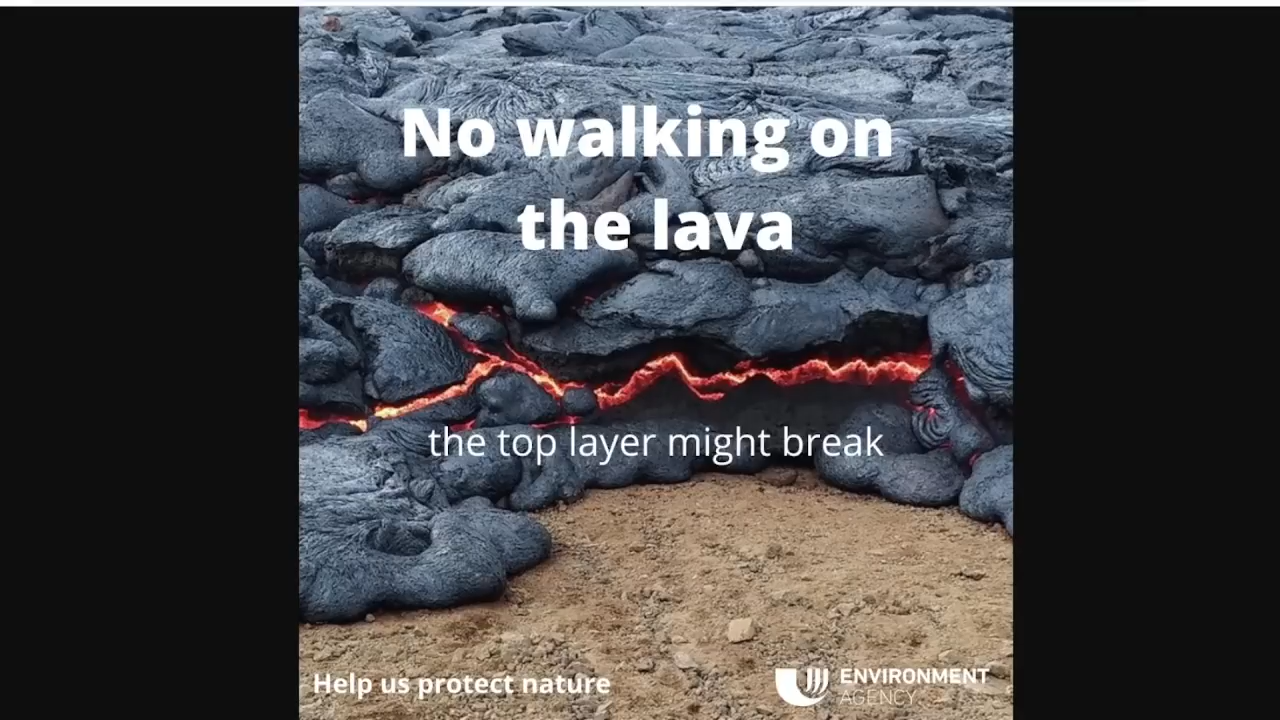 No walking on
the lava
the top layer might break
Help us protect nature
ENVIRONMENT
AGENCY